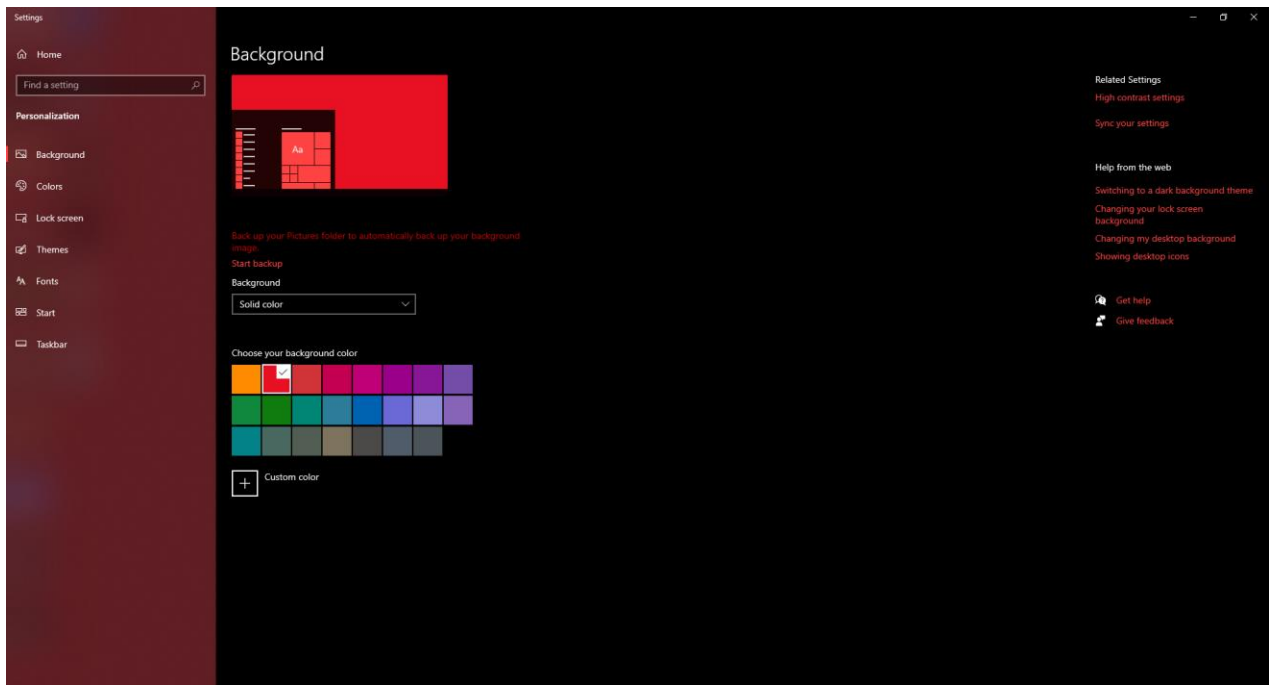 Settings
Home
Find a setting
Personalization
Background
Colors
Lock screen
Themes
Fonts
Start
Taskbar
Background
Aa
Back up your Pictures folder to automatically back up your background
image.
Start backup
Background
Solid color
Choose your background color
Custom color
Related Settings
High contrast settings
Sync your settings
Help from the web
Switching to a dark background theme
Changing your lock screen
background
Changing my desktop background
Showing desktop icons
Get help
Give feedback